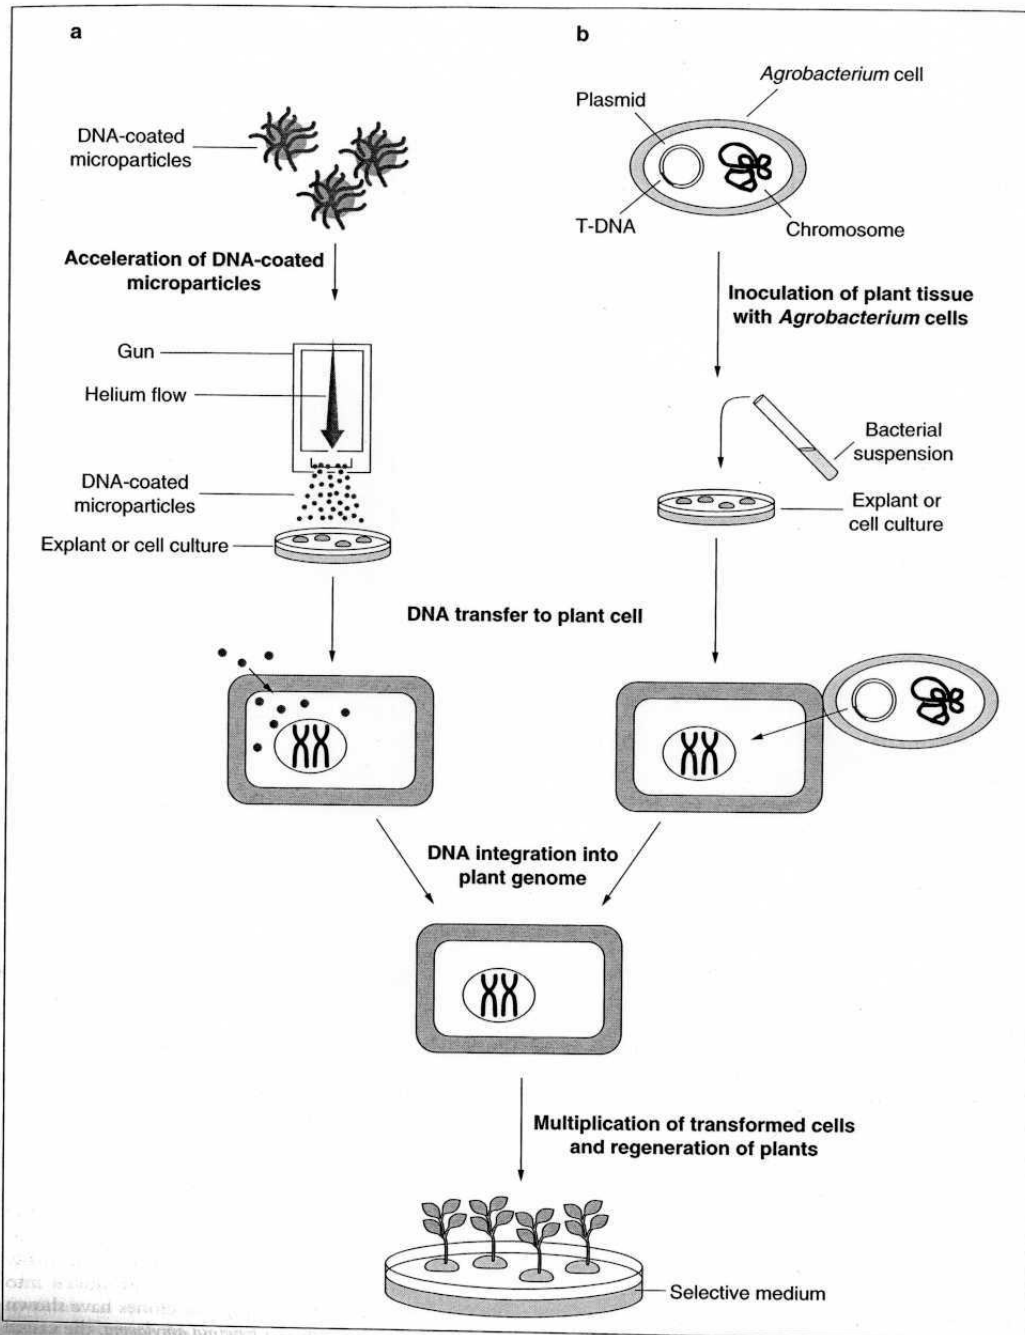 a
b
DNA-coated
microparticles
Plasmid
Agrobacterium cell
T-DNA
Chromosome
Acceleration of DNA-coated
microparticles
Inoculation of plant tissue
with Agrobacterium cells
Gun
Helium flow
DNA-coated
microparticles
Explant or cell culture
Bacterial
suspension
Explant or
cell culture
DNA transfer to plant cell
DNA integration into
plant genome
Multiplication of transformed cells
and regeneration of plants
Selective medium